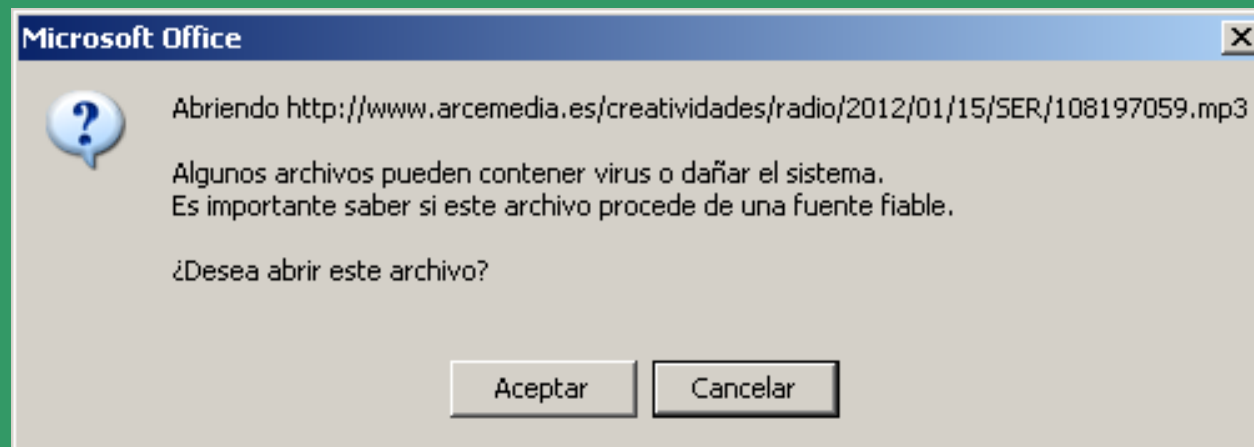 Microsoft Office
Abriendo http://www.arcemedia.es/creatividades/radio/2012/01/15/SER/108197059.mp3
Algunos archivos pueden contener virus o dañar el sistema.
Es importante saber si este archivo procede de una fuente fiable.
¿Desea abrir este archivo?
Aceptar Cancelar